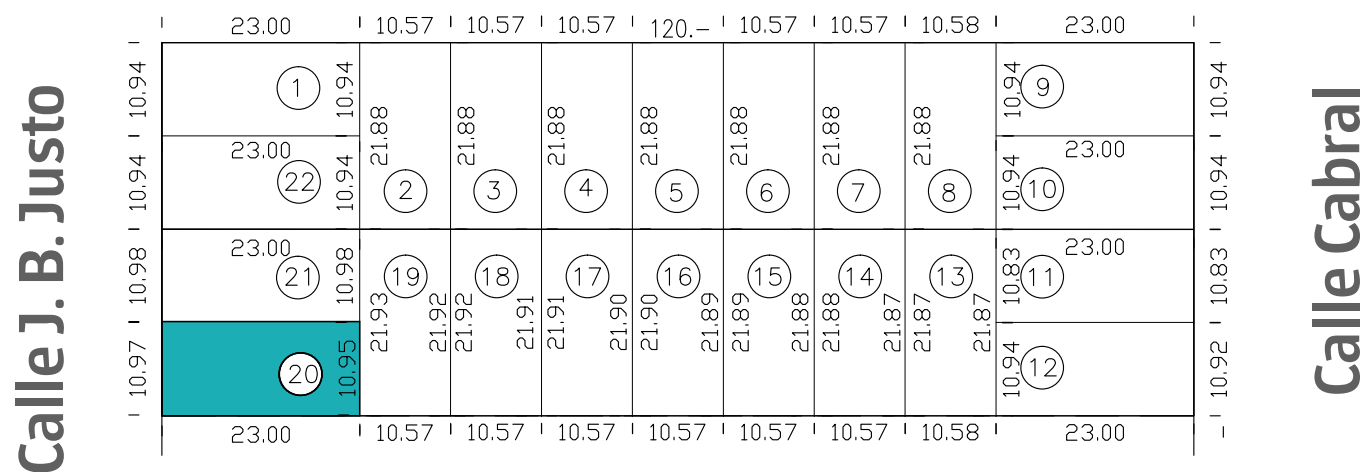 23.00 10.57 10.57 10.57 120.- 10.57 10.57 10.58 23.00
Calle J. B. Justo
Calle Cabral
10.94 1 10.94 10.94 9 10.94
21.88 21.88 21.88 21.88 21.88 21.88 21.88
23.00 23.00
10.94 22 10.94 2 3 4 5 6 7 8 10.94 10 10.94
23.00 23.00
10.98 21 10.98 19 18 17 16 15 14 13 10.83 11 10.83
21.93 21.92 21.92 21.91 21.91 21.90 21.90 21.89 21.89 21.88 21.88 21.87 21.87 21.87
10.97 20 10.95 10.94 12 10.92
23.00 10.57 10.57 10.57 10.57 10.57 10.57 10.58 23.00